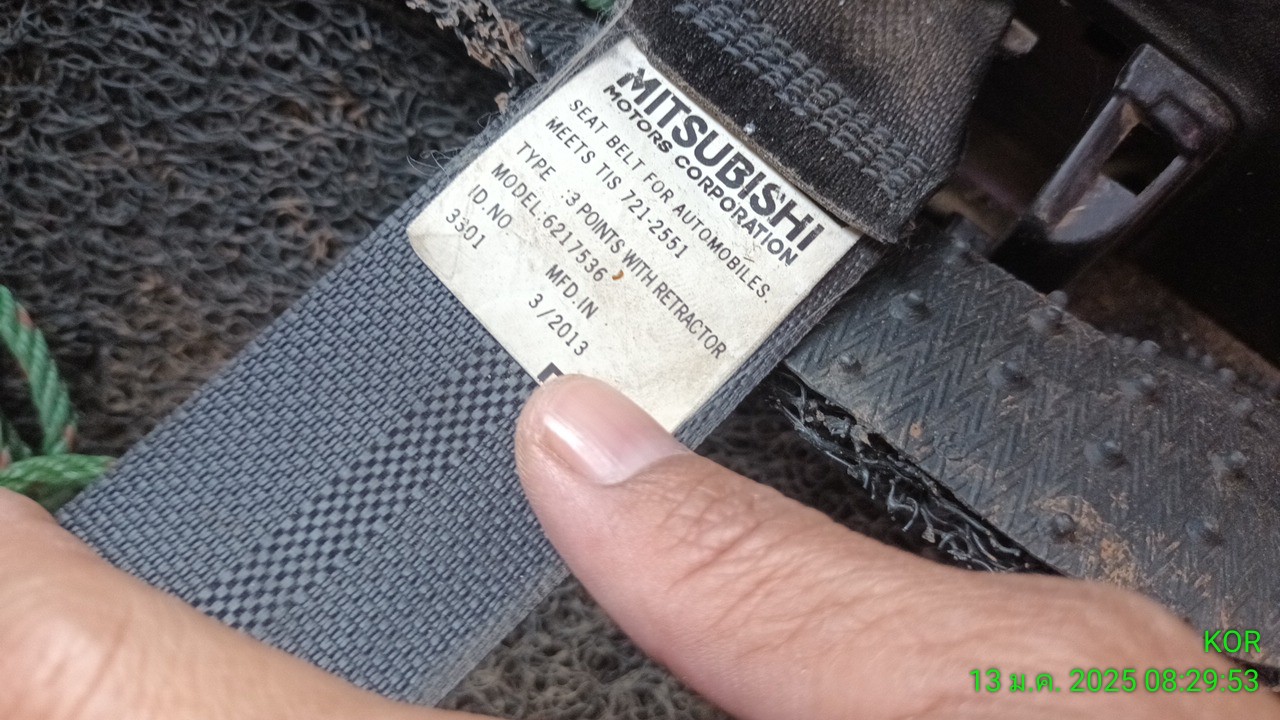 MITSUBISHI
MOTORS CORPORATION
SEAT BELT FOR AUTOMOBILES.
MEETS TIS 721-2551
TYPE :3 POINTS WITH RETRACTOR
MODEL:6217536
ID.NO. MFD.IN
3301 3/2013
KOR
13 ม.ค. 2025 08:29:53